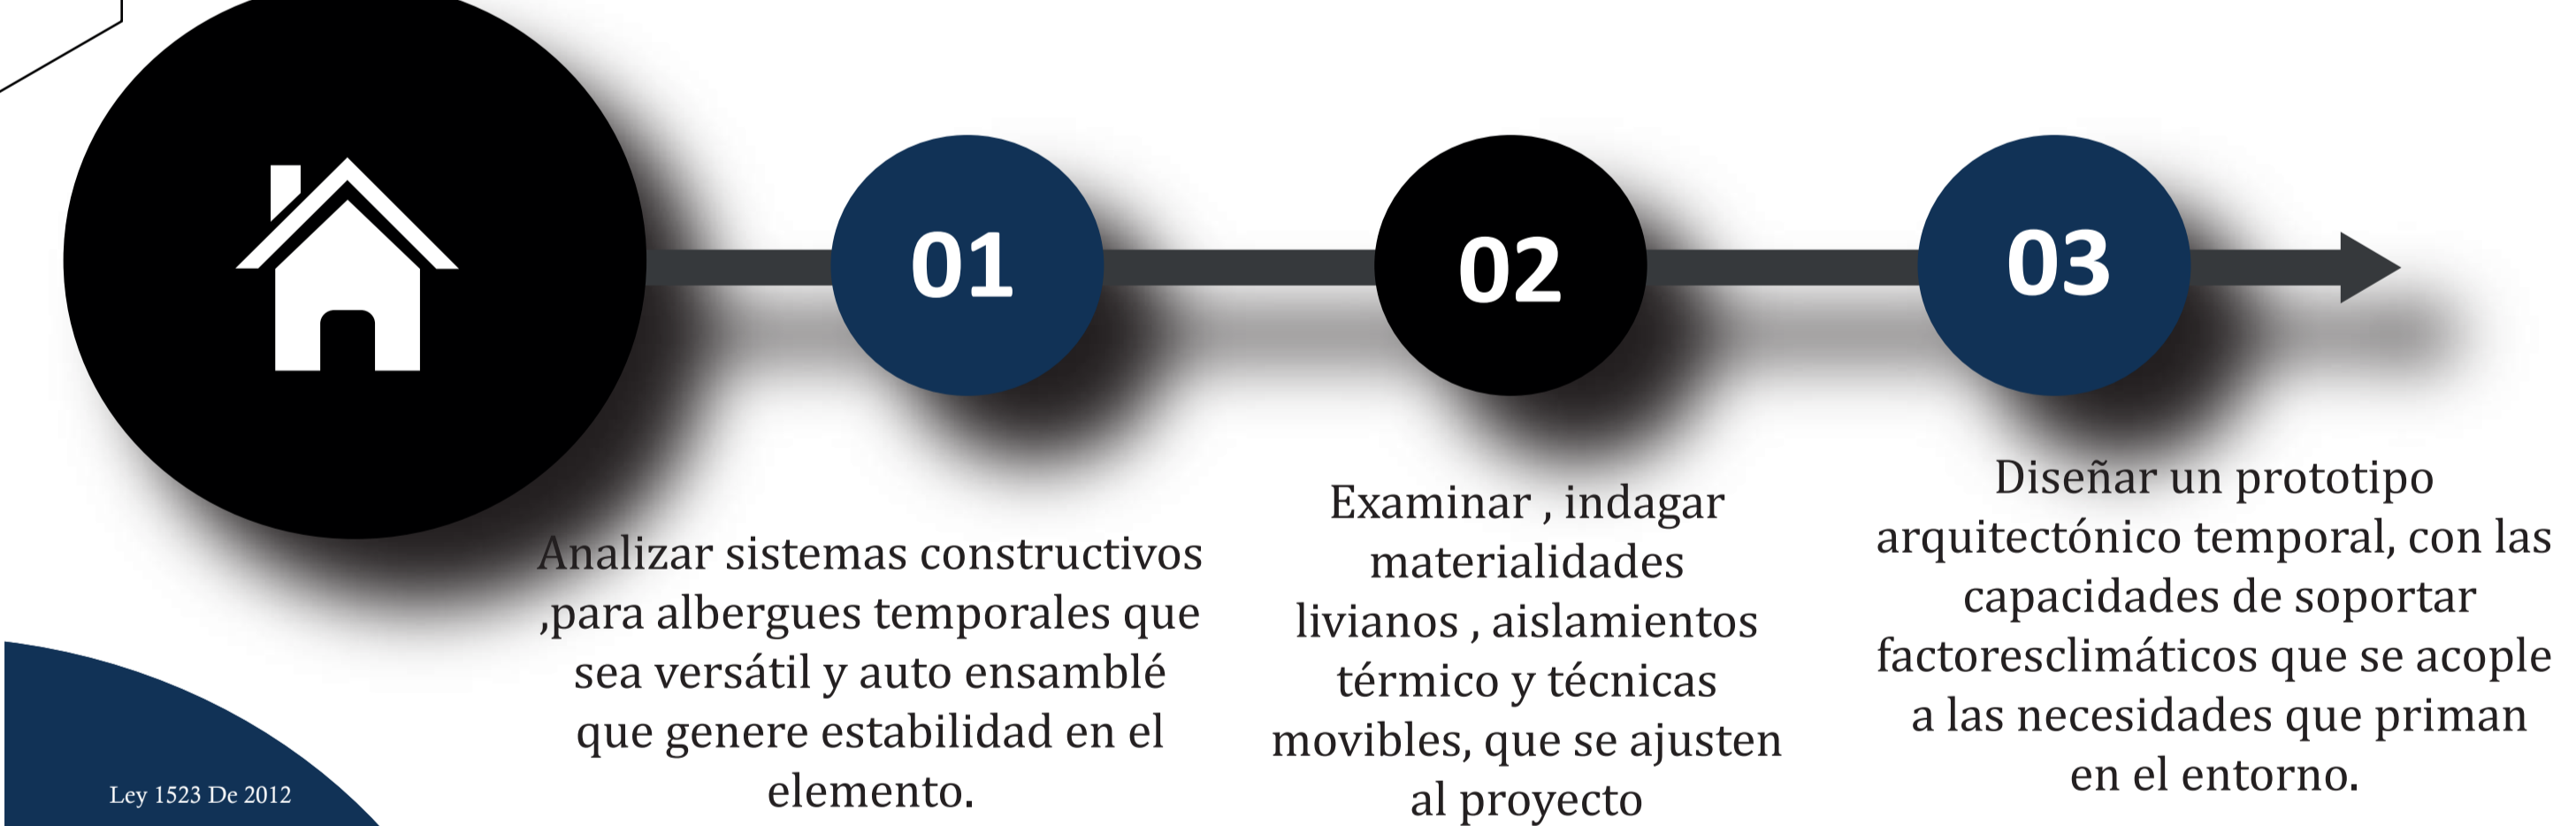 01
Analizar sistemas constructivos
,para albergues temporales que
sea versátil y auto ensamblé
que genere estabilidad en el
elemento.
02
Examinar , indagar
materialidades
livianos , aislamientos
térmico y técnicas
movibles, que se ajusten
al proyecto
03
Diseñar un prototipo
arquitectónico temporal, con las
capacidades de soportar
factoresclimáticos que se acople
a las necesidades que priman
en el entorno.
Ley 1523 De 2012